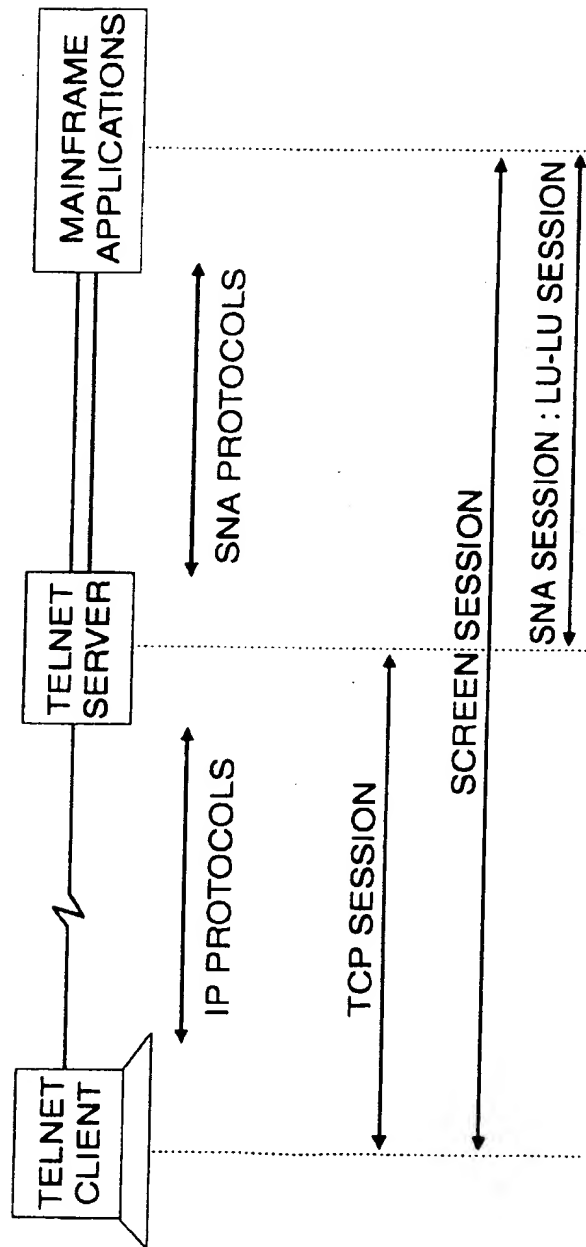 TELNET
CLIENT
TELNET
SERVER
MAINFRAME
APPLICATIONS
IP PROTOCOLS
SNA PROTOCOLS
TCP SESSION
SCREEN SESSION
SNA SESSION : LU-LU SESSION